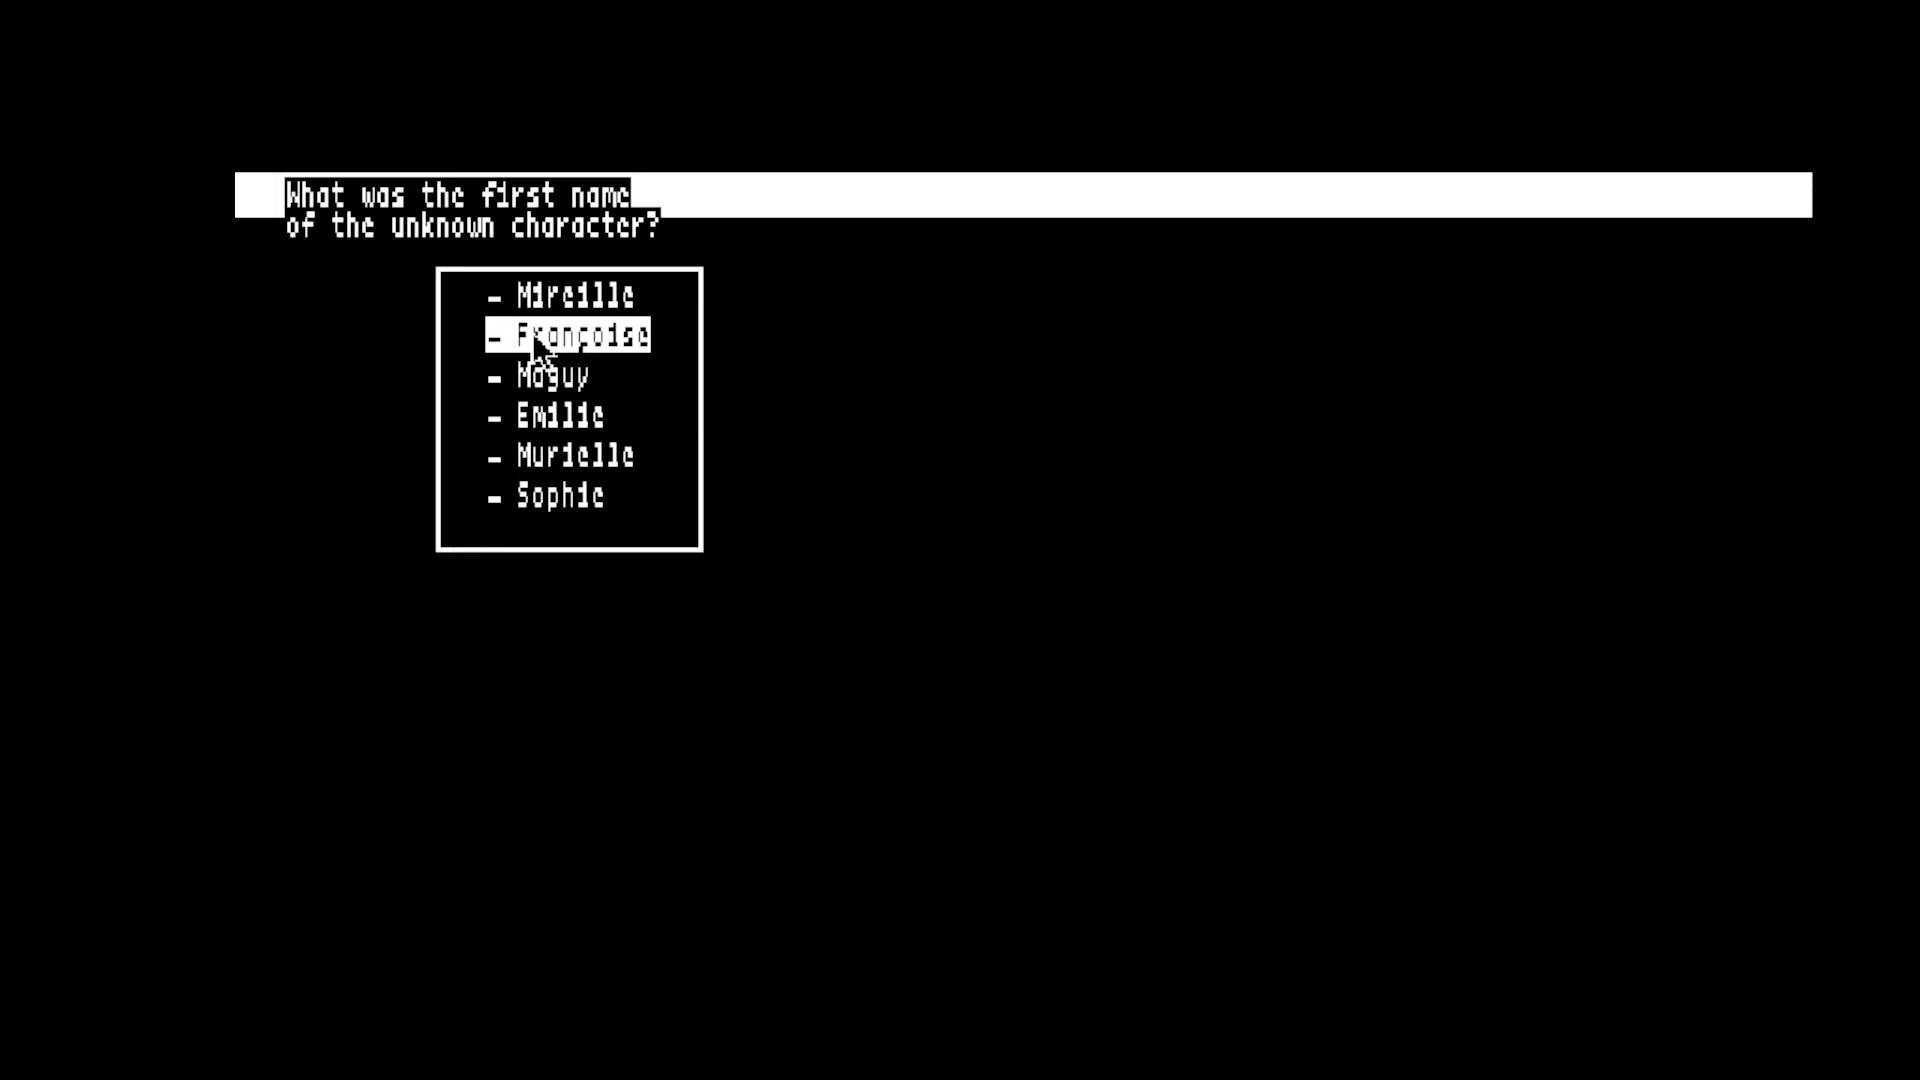 What was the first name
of the unknown character?
- Mireille
- Françoise
- Maguy
- Emilie
- Murielle
- Sophie